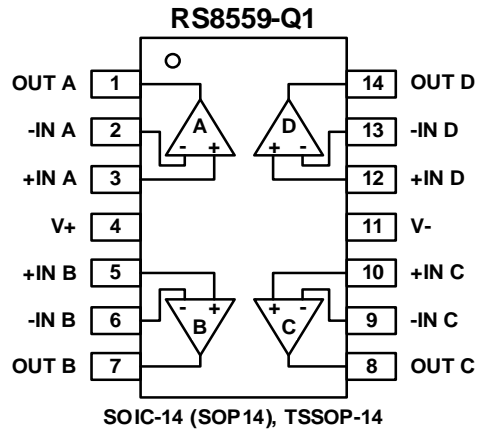 RS8559-Q1
OUT A 1 14 OUT D
-IN A 2 A D 13 -IN D
- + + -
+IN A 3 12 +IN D
V+ 4 11 V-
+IN B 5 10 +IN C
- + + -
-IN B 6 B C 9 -IN C
OUT B 7 8 OUT C
SOIC-14 (SOP14), TSSOP-14